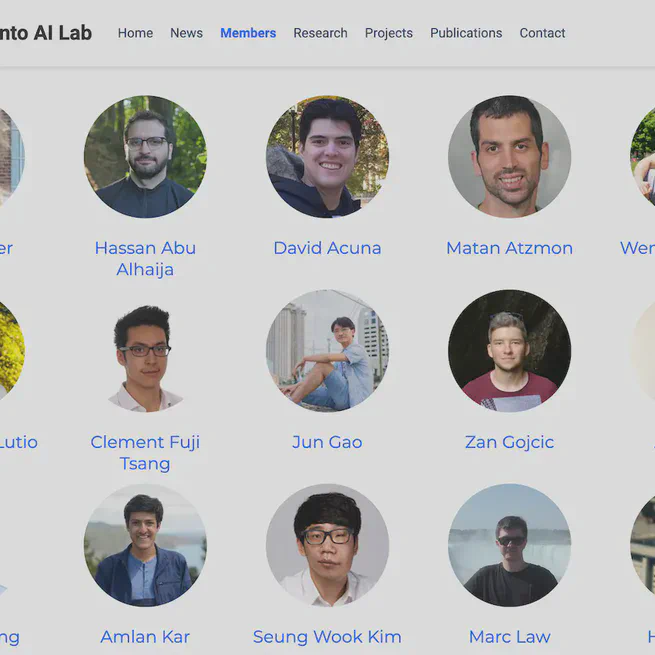 nto AI Lab Home News Members Research Projects Publications Contact
er Hassan Abu Alhaija David Acuna Matan Atzmon Wer
Lutio Clement Fuji Tsang Jun Gao Zan Gojcic
ng Amlan Kar Seung Wook Kim Marc Law H